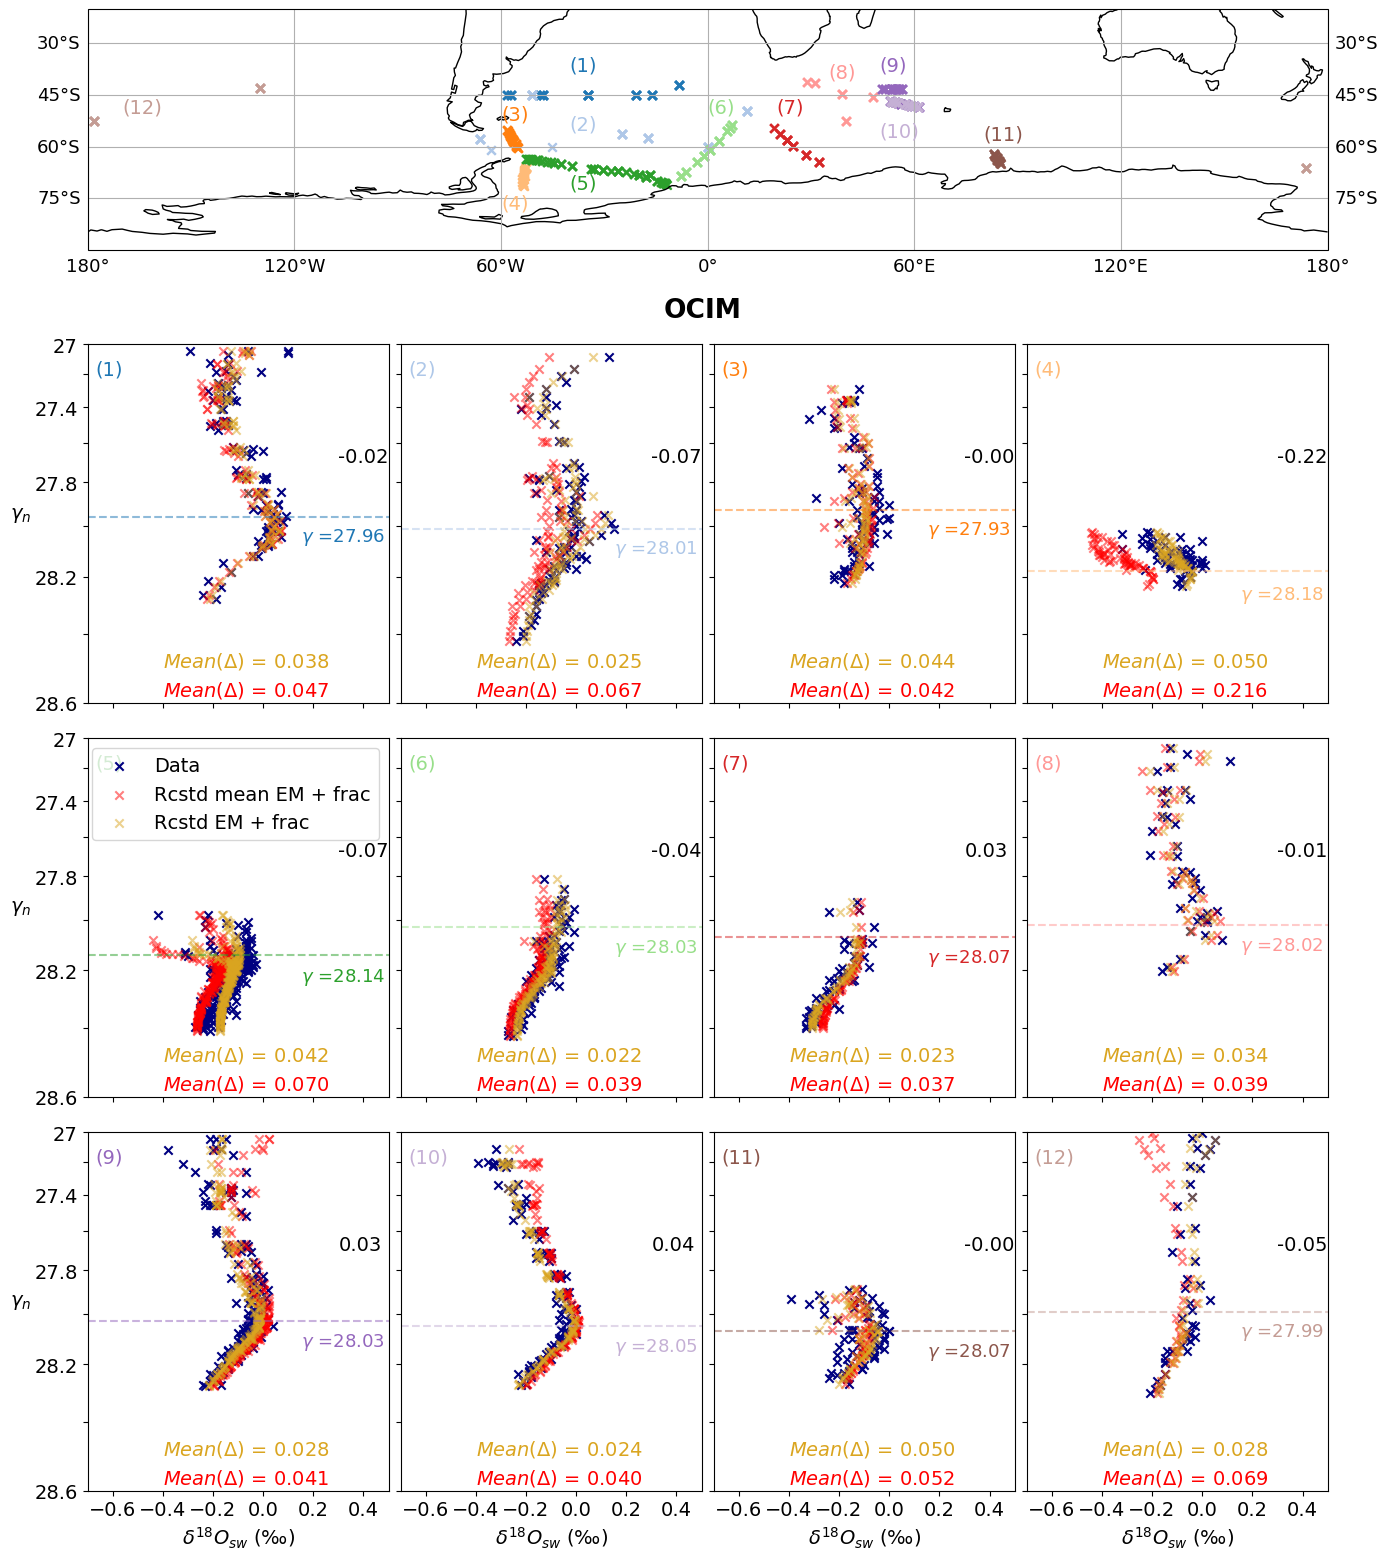 30°S
30°S
(1)
(8)
(9)
45°S
45°S
(12)
(3)
(2)
(6)
(7)
(10)
(11)
60°S
60°S
(5)
(4)
75°S
75°S
180°
120°W
60°W
0°
60°E
120°E
180°
OCIM
27
27.4
27.8
γn
28.2
28.6
(1)
-0.02
γ =27.96
Mean(Δ) = 0.038
Mean(Δ) = 0.047
(2)
-0.07
γ =28.01
Mean(Δ) = 0.025
Mean(Δ) = 0.067
(3)
-0.00
γ =27.93
Mean(Δ) = 0.044
Mean(Δ) = 0.042
(4)
-0.22
γ =28.18
Mean(Δ) = 0.050
Mean(Δ) = 0.216
27
27.4
27.8
γn
28.2
28.6
(5)
Data
Rcstd mean EM + frac
Rcstd EM + frac
-0.07
γ =28.14
Mean(Δ) = 0.042
Mean(Δ) = 0.070
(6)
-0.04
γ =28.03
Mean(Δ) = 0.022
Mean(Δ) = 0.039
(7)
0.03
γ =28.07
Mean(Δ) = 0.023
Mean(Δ) = 0.037
(8)
-0.01
γ =28.02
Mean(Δ) = 0.034
Mean(Δ) = 0.039
27
27.4
27.8
γn
28.2
28.6
(9)
0.03
γ =28.03
Mean(Δ) = 0.028
Mean(Δ) = 0.041
(10)
0.04
γ =28.05
Mean(Δ) = 0.024
Mean(Δ) = 0.040
(11)
-0.00
γ =28.07
Mean(Δ) = 0.050
Mean(Δ) = 0.052
(12)
-0.05
γ =27.99
Mean(Δ) = 0.028
Mean(Δ) = 0.069
−0.6 −0.4 −0.2 0.0 0.2 0.4
−0.6 −0.4 −0.2 0.0 0.2 0.4
−0.6 −0.4 −0.2 0.0 0.2 0.4
−0.6 −0.4 −0.2 0.0 0.2 0.4
δ¹⁸Osw (‰)
δ¹⁸Osw (‰)
δ¹⁸Osw (‰)
δ¹⁸Osw (‰)